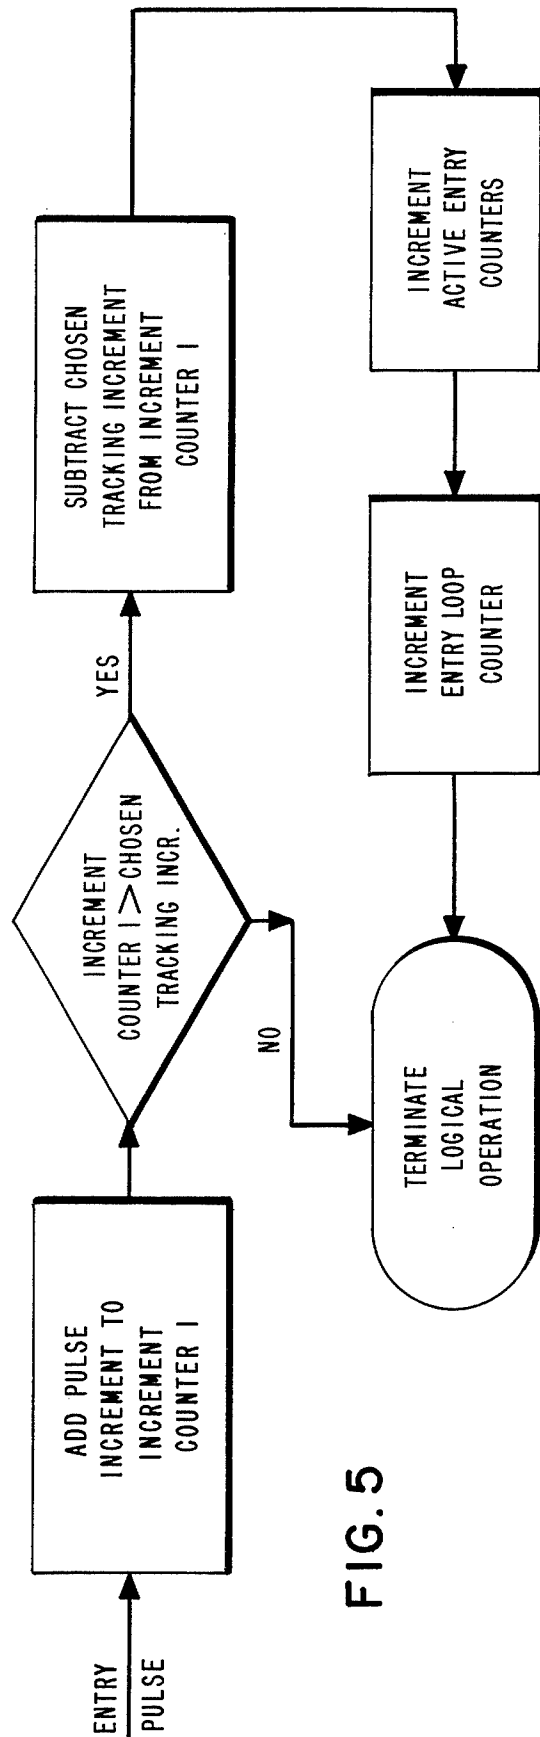 ENTRY
PULSE
ADD PULSE
INCREMENT TO
INCREMENT
COUNTER I
INCREMENT
COUNTER I > CHOSEN
TRACKING INCR.
YES
NO
SUBTRACT CHOSEN
TRACKING INCREMENT
FROM INCREMENT
COUNTER I
INCREMENT
ACTIVE ENTRY
COUNTERS
INCREMENT
ENTRY LOOP
COUNTER
TERMINATE
LOGICAL
OPERATION
FIG. 5